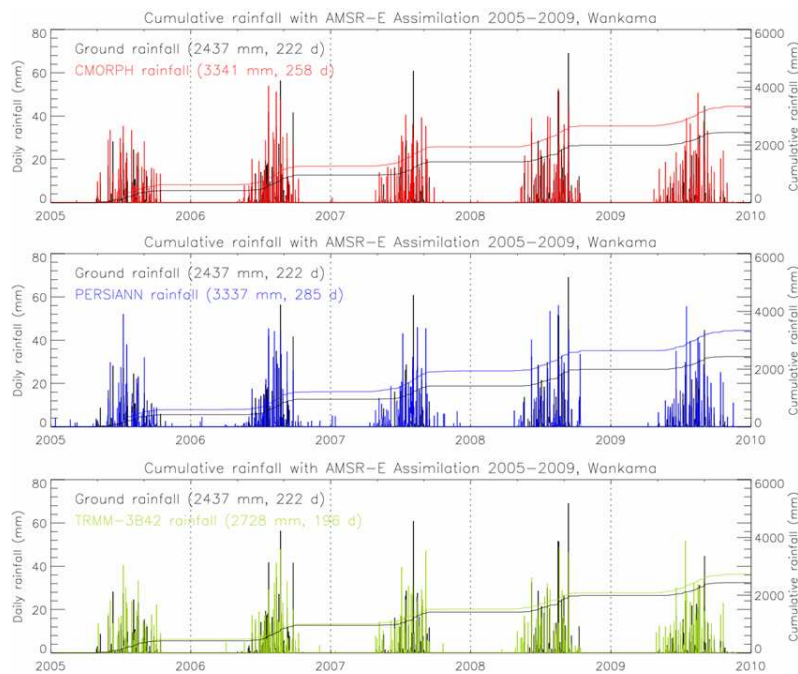 Cumulative rainfall with AMSR-E Assimilation 2005-2009, Wankama
Daily rainfall (mm)
80
60
40
20
0
Ground rainfall (2437 mm, 222 d)
CMORPH rainfall (3341 mm, 258 d)
6000
4000
2000
0
Cumulative rainfall (mm)
2005 2006 2007 2008 2009 2010
Cumulative rainfall with AMSR-E Assimilation 2005-2009, Wankama
Daily rainfall (mm)
80
60
40
20
0
Ground rainfall (2437 mm, 222 d)
PERSIANN rainfall (3337 mm, 285 d)
6000
4000
2000
0
Cumulative rainfall (mm)
2005 2006 2007 2008 2009 2010
Cumulative rainfall with AMSR-E Assimilation 2005-2009, Wankama
Daily rainfall (mm)
80
60
40
20
0
Ground rainfall (2437 mm, 222 d)
TRMM-3B42 rainfall (2728 mm, 196 d)
6000
4000
2000
0
Cumulative rainfall (mm)
2005 2006 2007 2008 2009 2010